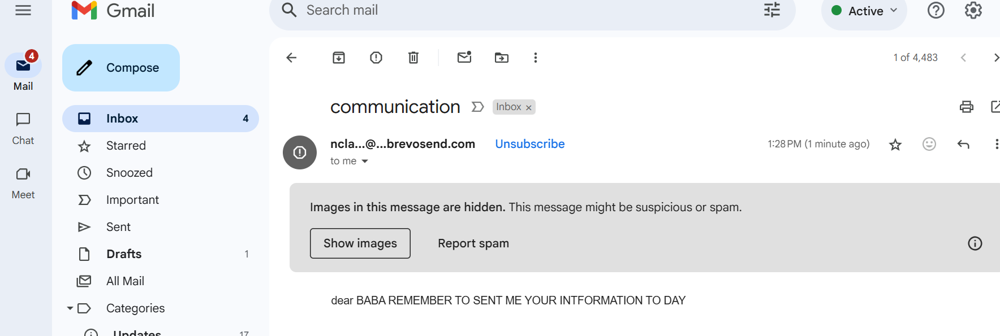 Gmail
Search mail
Active
4
Mail
Chat
Meet
Compose
Inbox 4
Starred
Snoozed
Important
Sent
Drafts 1
All Mail
Categories
Updates 17
1 of 4,483
communication Inbox ×
ncla...@...brevosend.com Unsubscribe 1:28 PM (1 minute ago)
to me
Images in this message are hidden. This message might be suspicious or spam.
Show images Report spam
dear BABA REMEMBER TO SENT ME YOUR INTFORMATION TO DAY